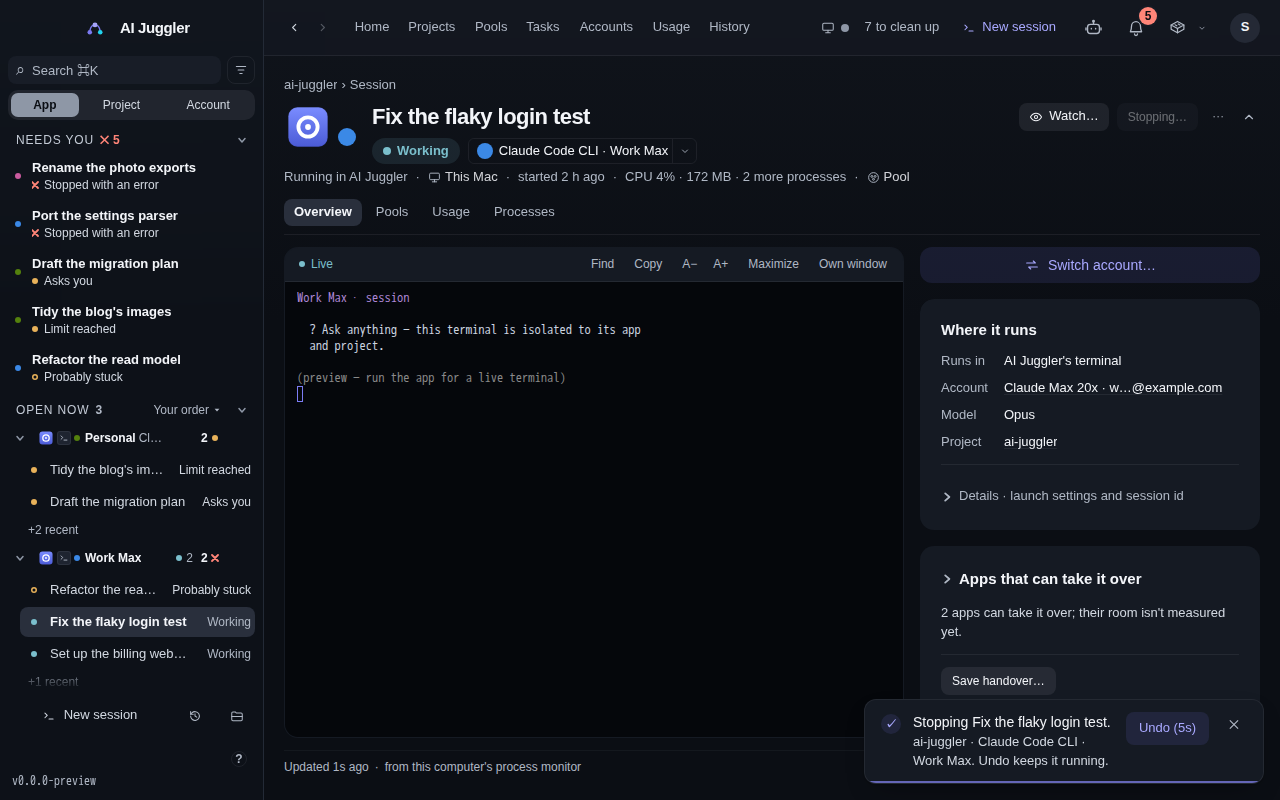 AI Juggler
Home Projects Pools Tasks Accounts Usage History
7 to clean up
New session
5
S
Search ⌘K
App Project Account
NEEDS YOU 5
Rename the photo exports
Stopped with an error
Port the settings parser
Stopped with an error
Draft the migration plan
Asks you
Tidy the blog's images
Limit reached
Refactor the read model
Probably stuck
OPEN NOW 3 Your order
Personal Cl… 2
Tidy the blog's im… Limit reached
Draft the migration plan Asks you
+2 recent
Work Max 2 2
Refactor the rea… Probably stuck
Fix the flaky login test Working
Set up the billing web… Working
+1 recent
New session
?
v0.0.0-preview
ai-juggler › Session
Fix the flaky login test
Watch… Stopping… ···
Working Claude Code CLI · Work Max
Running in AI Juggler · This Mac · started 2 h ago · CPU 4% · 172 MB · 2 more processes · Pool
Overview Pools Usage Processes
Live Find Copy A− A+ Maximize Own window
Work Max · session
? Ask anything — this terminal is isolated to its app
and project.
(preview — run the app for a live terminal)
Updated 1s ago · from this computer's process monitor
Switch account…
Where it runs
Runs in AI Juggler's terminal
Account Claude Max 20x · w…@example.com
Model Opus
Project ai-juggler
Details · launch settings and session id
Apps that can take it over
2 apps can take it over; their room isn't measured
yet.
Save handover…
Stopping Fix the flaky login test.
ai-juggler · Claude Code CLI ·
Work Max. Undo keeps it running.
Undo (5s)